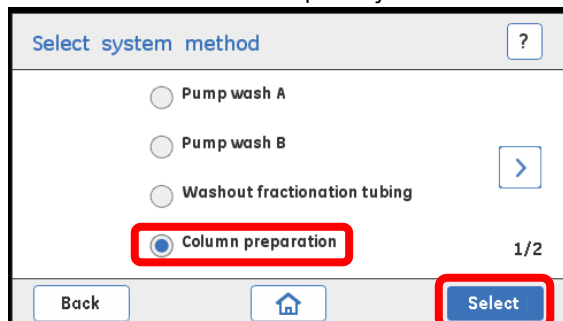 Select system method ?
Pump wash A
Pump wash B
>
Washout fractionation tubing
Column preparation
1/2
Back Select